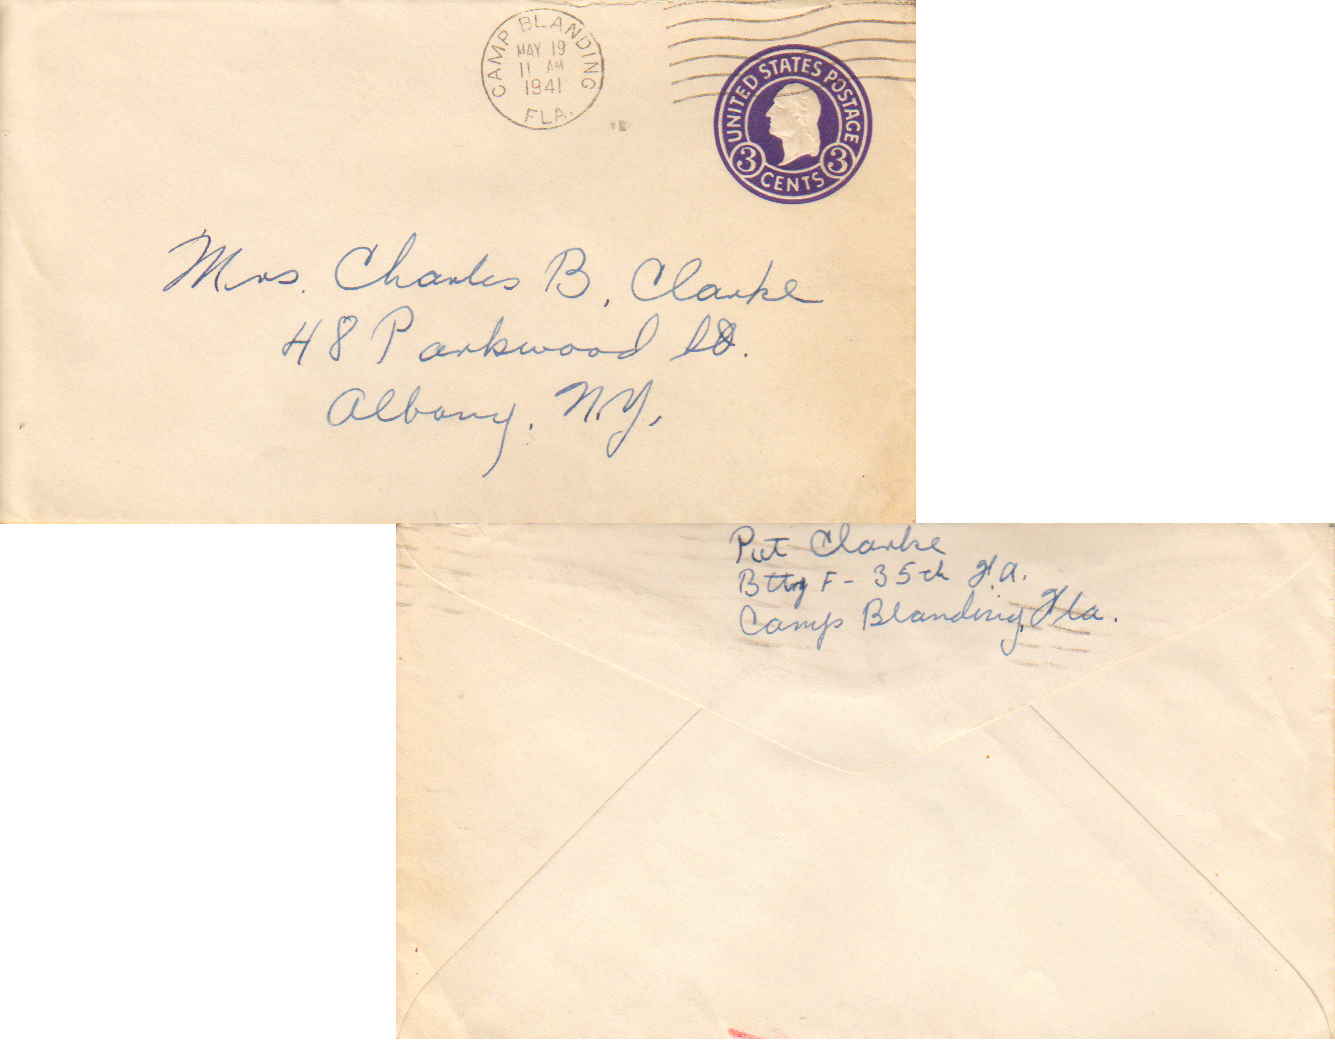 CAMP BLANDING
MAY 19
11 AM
1941
FLA.
UNITED STATES POSTAGE
3 3
CENTS
Mrs. Charles B. Clarke
48 Parkwood St.
Albany, N.Y.
Pvt Clarke
Bttry F - 35th F.A.
Camp Blanding, Fla.